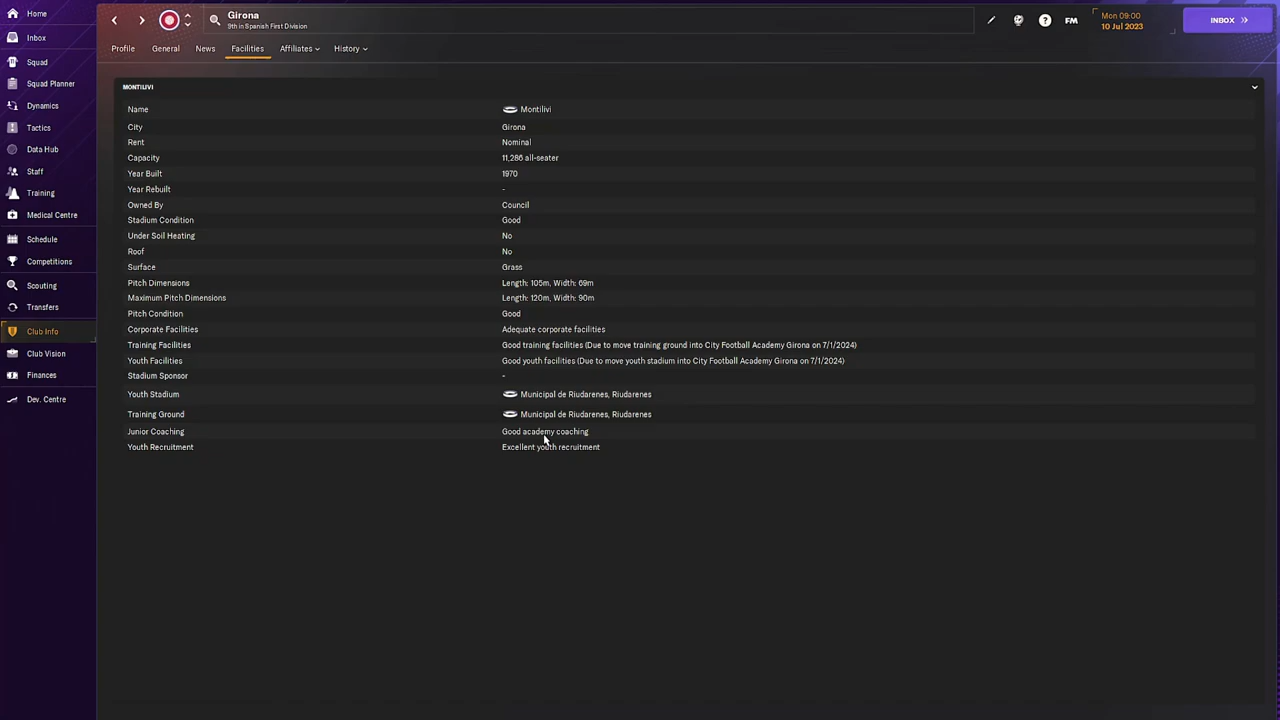 Home
Inbox
Squad
Squad Planner
Dynamics
Tactics
Data Hub
Staff
Training
Medical Centre
Schedule
Competitions
Scouting
Transfers
Club Info
Club Vision
Finances
Dev. Centre
Girona
9th in Spanish First Division
?
FM
Mon 09:00
10 Jul 2023
INBOX
Profile General News Facilities Affiliates History
MONTILIVI
Name Montilivi
City Girona
Rent Nominal
Capacity 11,286 all-seater
Year Built 1970
Year Rebuilt -
Owned By Council
Stadium Condition Good
Under Soil Heating No
Roof No
Surface Grass
Pitch Dimensions Length: 105m, Width: 69m
Maximum Pitch Dimensions Length: 120m, Width: 90m
Pitch Condition Good
Corporate Facilities Adequate corporate facilities
Training Facilities Good training facilities (Due to move training ground into City Football Academy Girona on 7/1/2024)
Youth Facilities Good youth facilities (Due to move youth stadium into City Football Academy Girona on 7/1/2024)
Stadium Sponsor -
Youth Stadium Municipal de Riudarenes, Riudarenes
Training Ground Municipal de Riudarenes, Riudarenes
Junior Coaching Good academy coaching
Youth Recruitment Excellent youth recruitment